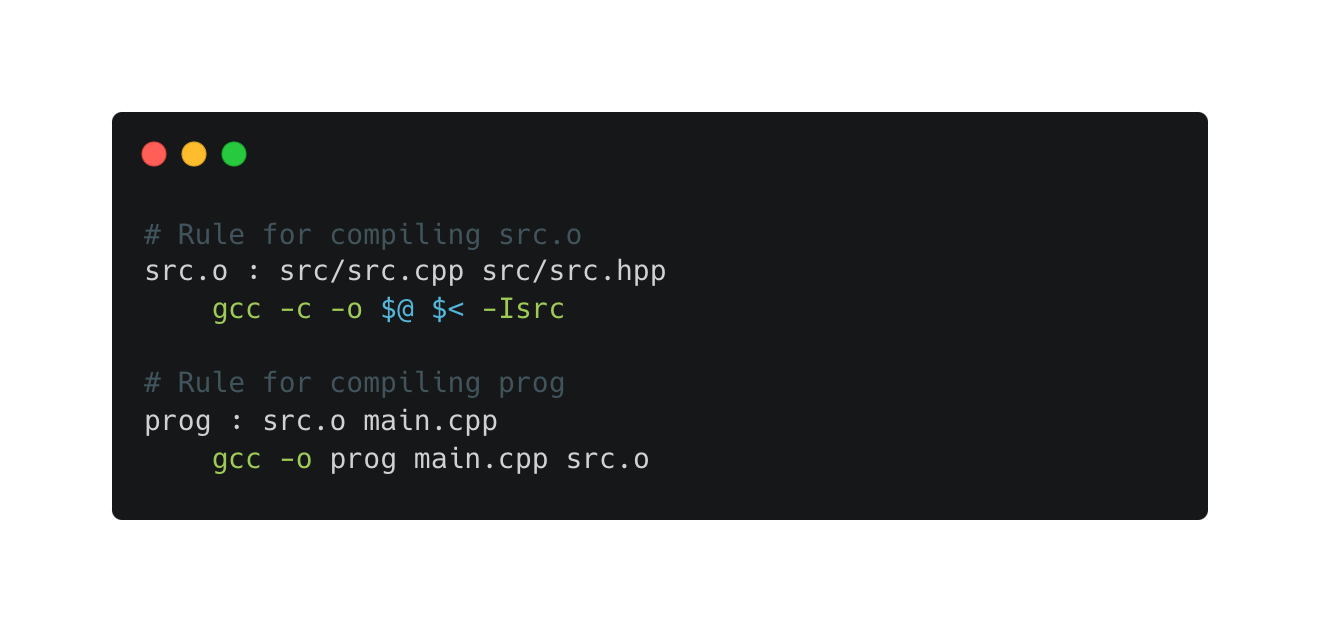 # Rule for compiling src.o
src.o : src/src.cpp src/src.hpp
    gcc -c -o $@ $< -Isrc
# Rule for compiling prog
prog : src.o main.cpp
    gcc -o prog main.cpp src.o